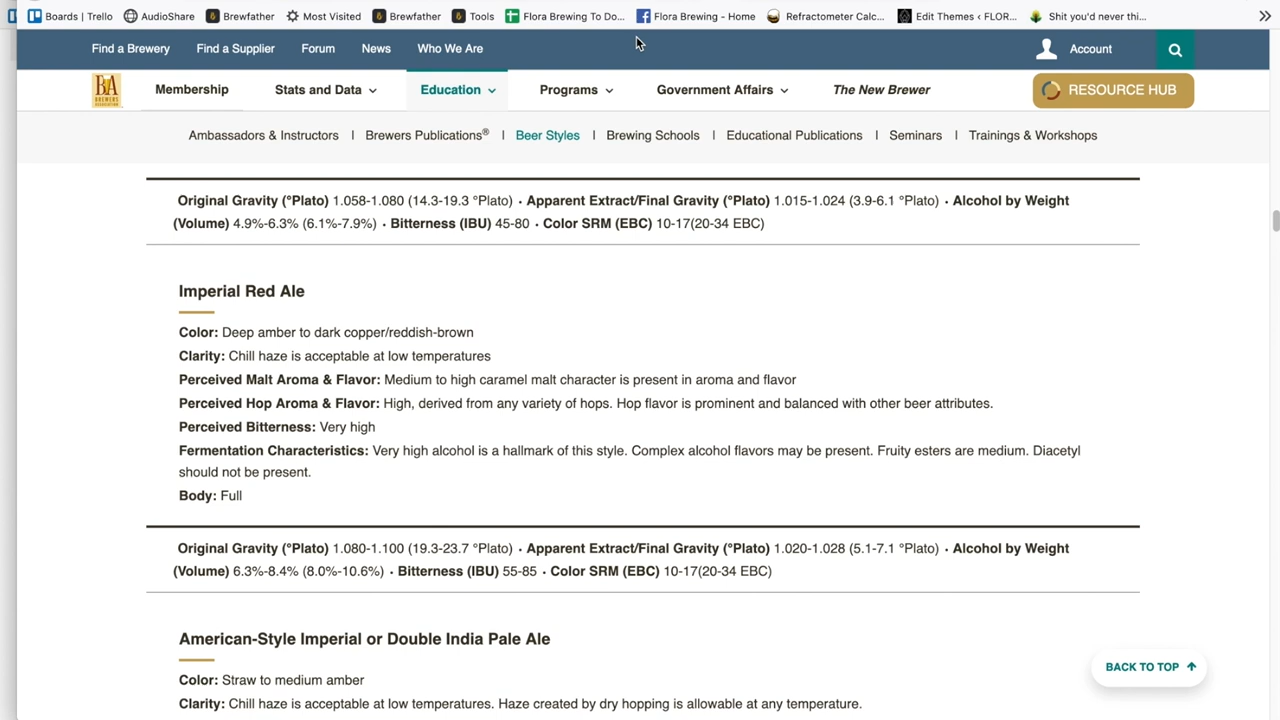 Boards | Trello AudioShare Brewfather Most Visited Brewfather Tools Flora Brewing To Do... Flora Brewing - Home Refractometer Calc... Edit Themes < FLOR... Shit you'd never thi...
Find a Brewery Find a Supplier Forum News Who We Are Account
BA Membership Stats and Data Education Programs Government Affairs The New Brewer RESOURCE HUB
BREWERS
ASSOCIATION
Ambassadors & Instructors | Brewers Publications® | Beer Styles | Brewing Schools | Educational Publications | Seminars | Trainings & Workshops
Original Gravity (°Plato) 1.058-1.080 (14.3-19.3 °Plato) · Apparent Extract/Final Gravity (°Plato) 1.015-1.024 (3.9-6.1 °Plato) · Alcohol by Weight
(Volume) 4.9%-6.3% (6.1%-7.9%) · Bitterness (IBU) 45-80 · Color SRM (EBC) 10-17(20-34 EBC)
Imperial Red Ale
Color: Deep amber to dark copper/reddish-brown
Clarity: Chill haze is acceptable at low temperatures
Perceived Malt Aroma & Flavor: Medium to high caramel malt character is present in aroma and flavor
Perceived Hop Aroma & Flavor: High, derived from any variety of hops. Hop flavor is prominent and balanced with other beer attributes.
Perceived Bitterness: Very high
Fermentation Characteristics: Very high alcohol is a hallmark of this style. Complex alcohol flavors may be present. Fruity esters are medium. Diacetyl
should not be present.
Body: Full
Original Gravity (°Plato) 1.080-1.100 (19.3-23.7 °Plato) · Apparent Extract/Final Gravity (°Plato) 1.020-1.028 (5.1-7.1 °Plato) · Alcohol by Weight
(Volume) 6.3%-8.4% (8.0%-10.6%) · Bitterness (IBU) 55-85 · Color SRM (EBC) 10-17(20-34 EBC)
American-Style Imperial or Double India Pale Ale
BACK TO TOP
Color: Straw to medium amber
Clarity: Chill haze is acceptable at low temperatures. Haze created by dry hopping is allowable at any temperature.